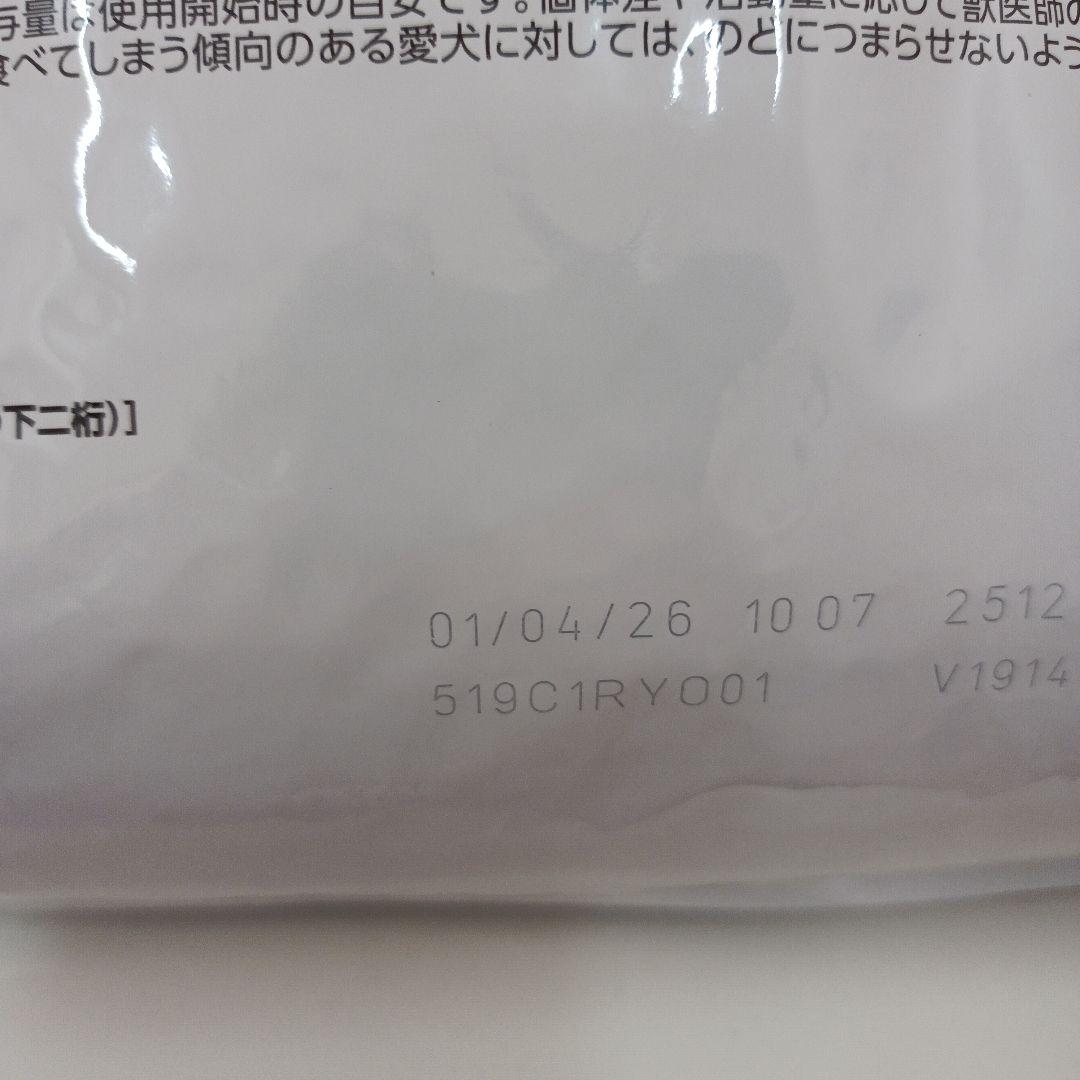 与量は使用開始時の目安です。個体差や活動量に応じて獣医師の
食べてしまう傾向のある愛犬に対しては、のどにつまらせないよう
下二桁)]
01/04/26 10 07 2512
519C1RYO01 V1914